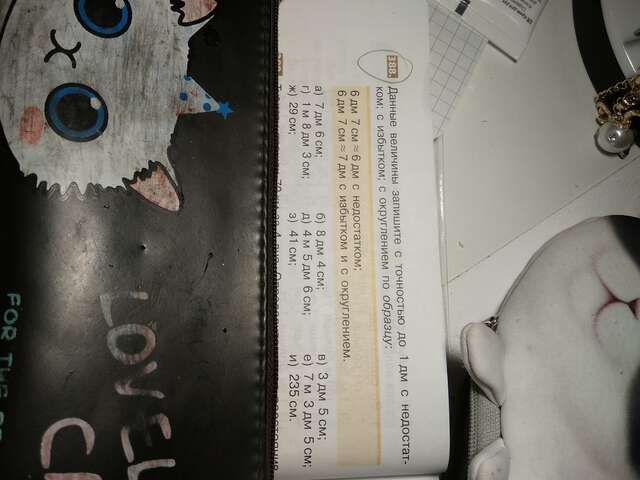 388. Данные величины запишите с точностью до 1 дм с недостат-
ком; с избытком; с округлением по образцу:
6 дм 7 см ≈ 6 дм с недостатком;
6 дм 7 см ≈ 7 дм с избытком и с округлением.
а) 7 дм 6 см; б) 8 дм 4 см; в) 3 дм 5 см;
г) 1 м 8 дм 3 см; д) 4 м 5 дм 6 см; е) 7 м 3 дм 5 см;
ж) 29 см; з) 41 см; и) 235 см.
LOVEL
FOR THE